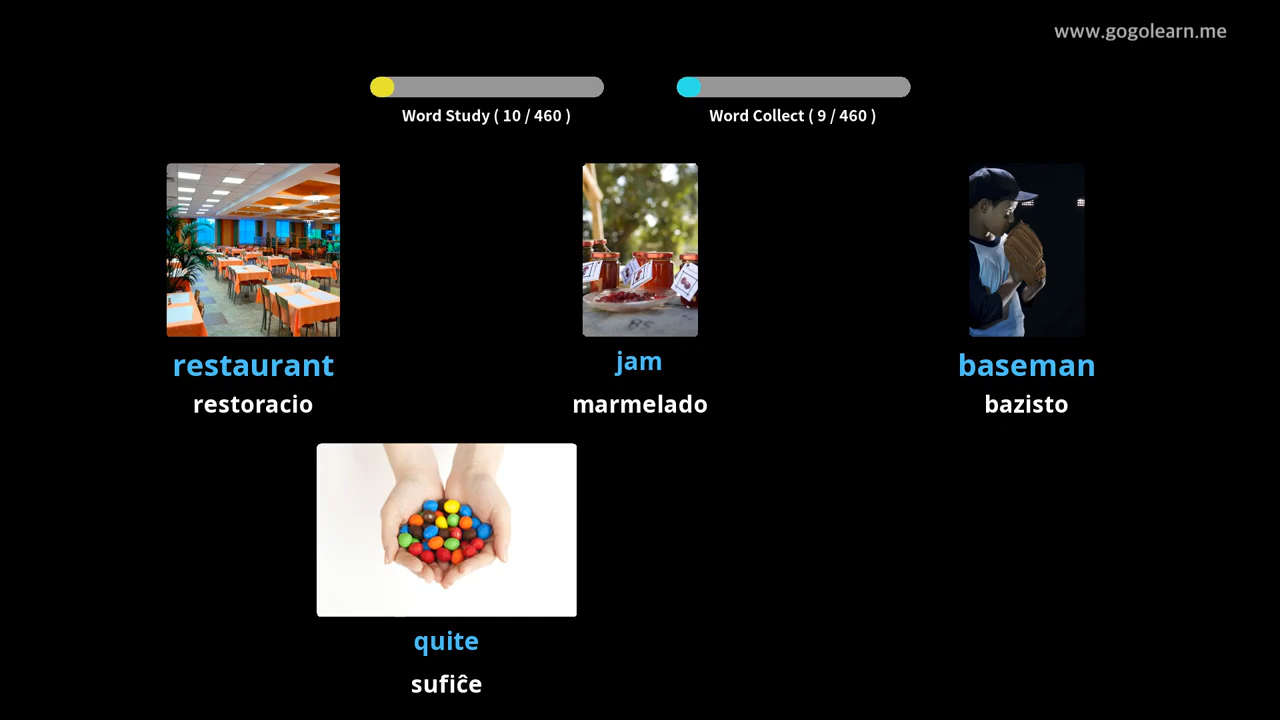 www.gogolearn.me
Word Study ( 10 / 460 )
Word Collect ( 9 / 460 )
restaurant
restoracio
jam
marmelado
baseman
bazisto
quite
sufiĉe